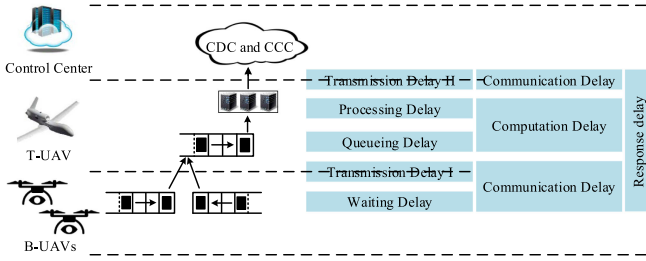 CDC and CCC
Control Center
Transmission Delay II
Communication Delay
Processing Delay
Computation Delay
Queueing Delay
T-UAV
Transmission Delay I
Communication Delay
Waiting Delay
B-UAVs
Response delay